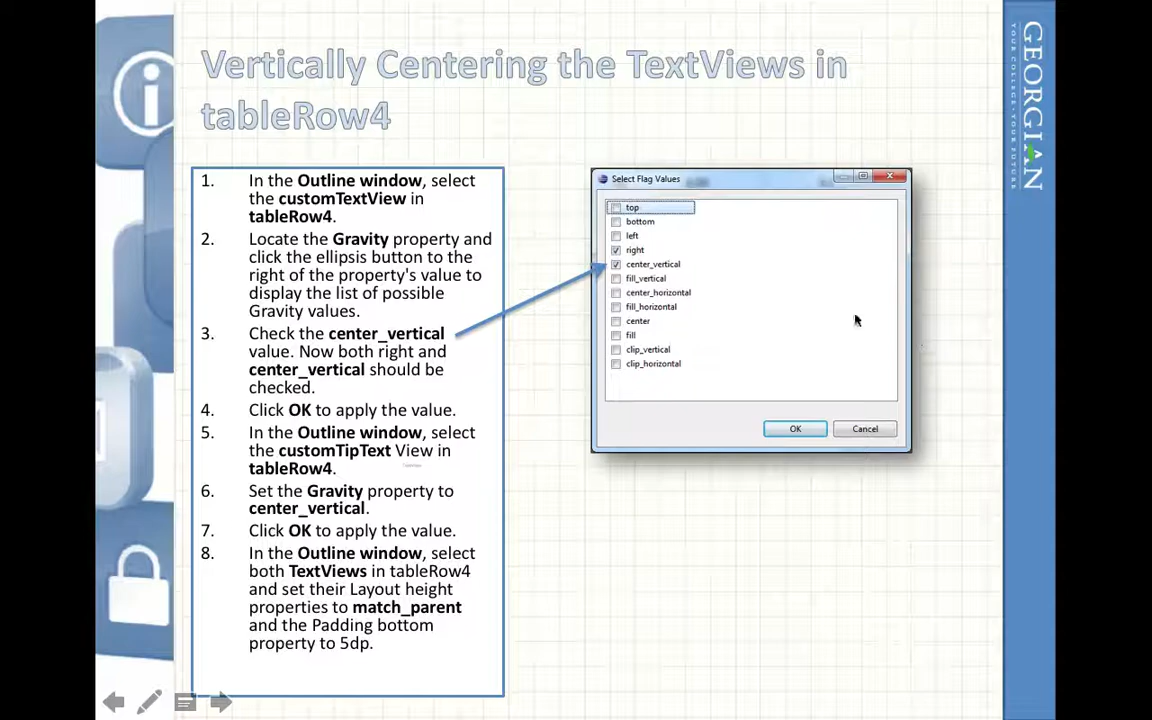 Vertically Centering the TextViews in
tableRow4
1. In the Outline window, select
the customTextView in
tableRow4.
2. Locate the Gravity property and
click the ellipsis button to the
right of the property's value to
display the list of possible
Gravity values.
3. Check the center_vertical
value. Now both right and
center_vertical should be
checked.
4. Click OK to apply the value.
5. In the Outline window, select
the customTipText View in
tableRow4.
6. Set the Gravity property to
center_vertical.
7. Click OK to apply the value.
8. In the Outline window, select
both TextViews in tableRow4
and set their Layout height
properties to match_parent
and the Padding bottom
property to 5dp.
Select Flag Values
top
bottom
left
right
center_vertical
fill_vertical
center_horizontal
fill_horizontal
center
fill
clip_vertical
clip_horizontal
OK
Cancel
GEORGIAN
YOUR COLLEGE · YOUR FUTURE